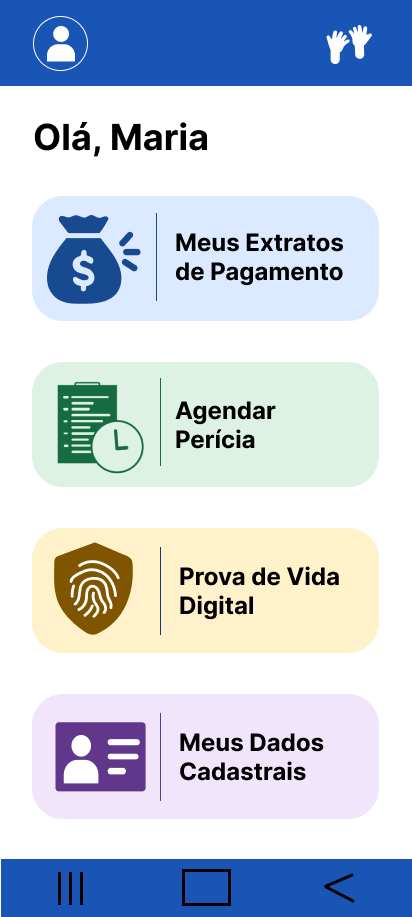 Olá, Maria
Meus Extratos
de Pagamento
Agendar
Perícia
Prova de Vida
Digital
Meus Dados
Cadastrais